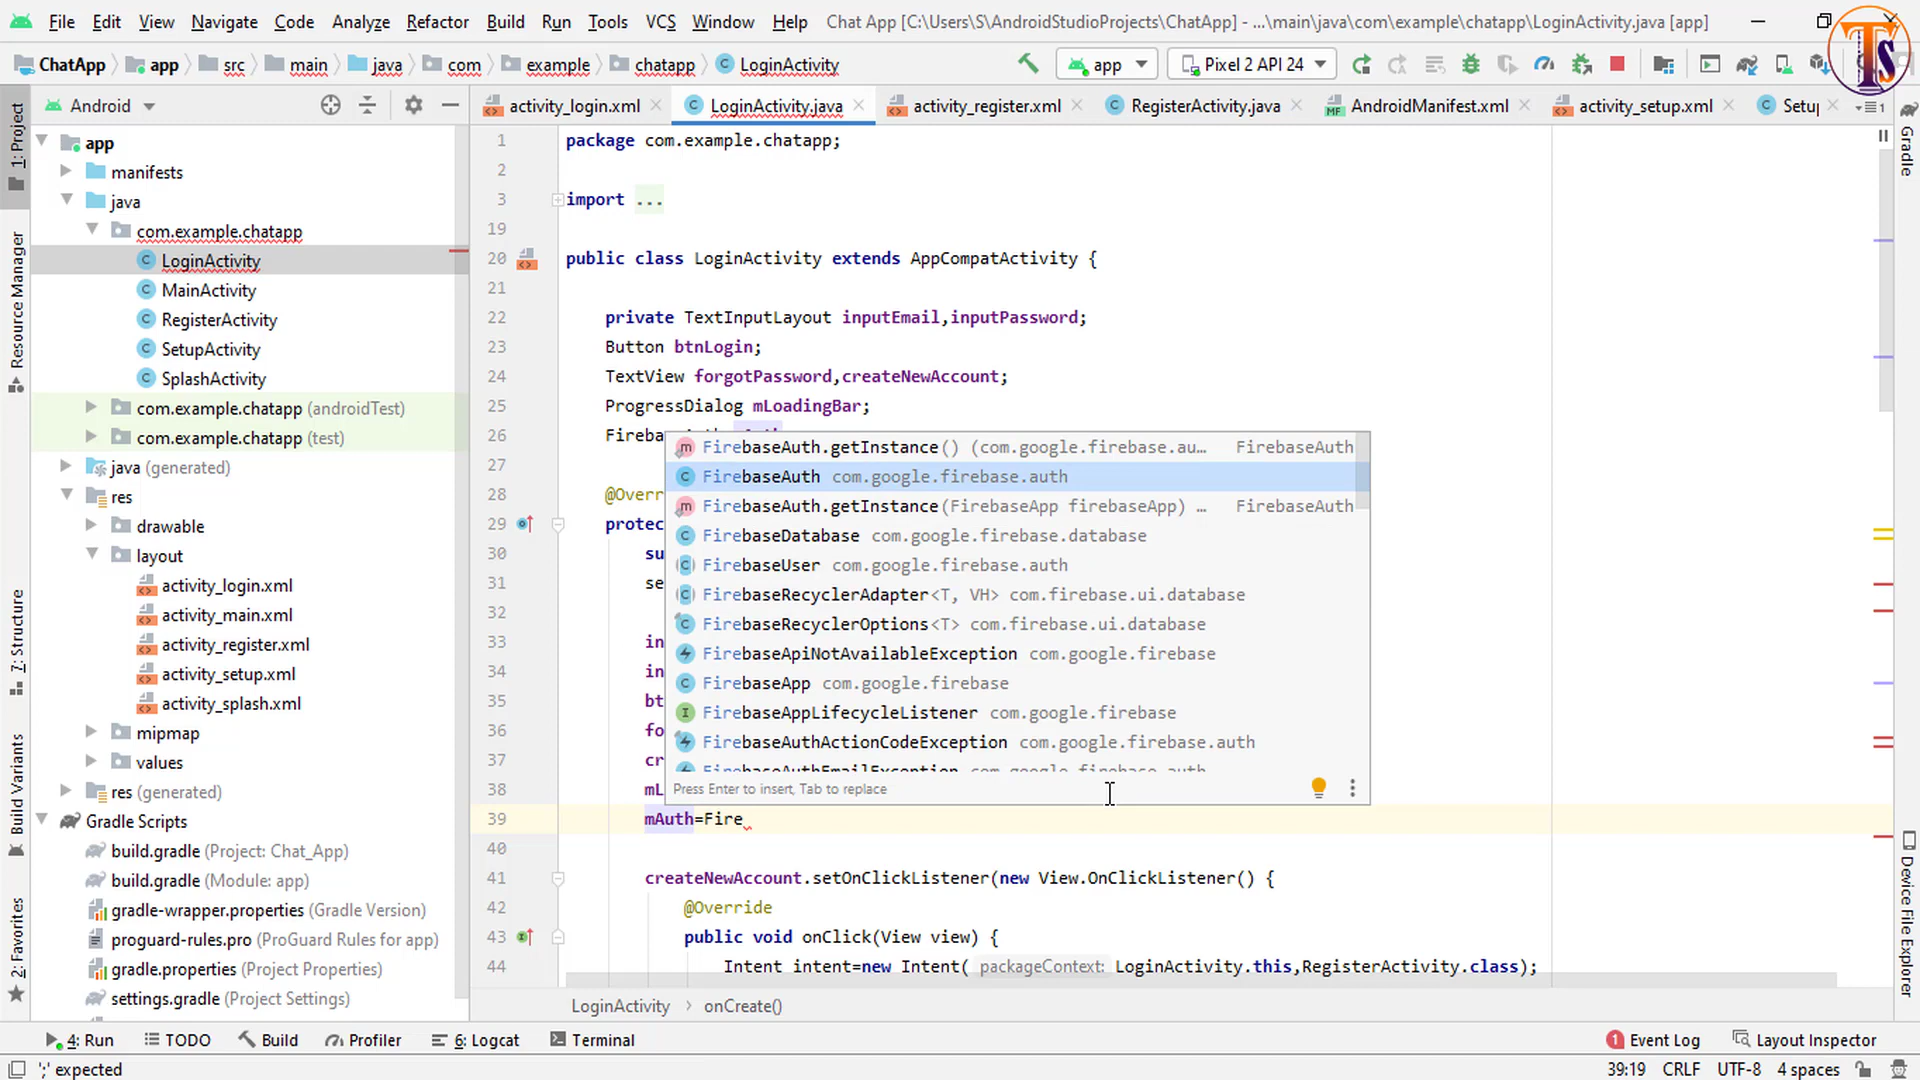 File Edit View Navigate Code Analyze Refactor Build Run Tools VCS Window Help Chat App [C:\Users\S\AndroidStudioProjects\ChatApp] - ...\main\java\com\example\chatapp\LoginActivity.java [app]
ChatApp app src main java com example chatapp LoginActivity app Pixel 2 API 24
TS
Android
activity_login.xml LoginActivity.java activity_register.xml RegisterActivity.java AndroidManifest.xml activity_setup.xml Setu
1: Project
Resource Manager
7: Structure
Build Variants
2: Favorites
app
manifests
java
com.example.chatapp
LoginActivity
MainActivity
RegisterActivity
SetupActivity
SplashActivity
com.example.chatapp (androidTest)
com.example.chatapp (test)
java (generated)
res
drawable
layout
activity_login.xml
activity_main.xml
activity_register.xml
activity_setup.xml
activity_splash.xml
mipmap
values
res (generated)
Gradle Scripts
build.gradle (Project: Chat_App)
build.gradle (Module: app)
gradle-wrapper.properties (Gradle Version)
proguard-rules.pro (ProGuard Rules for app)
gradle.properties (Project Properties)
settings.gradle (Project Settings)
1 package com.example.chatapp;
2
3 import ...
19
20 public class LoginActivity extends AppCompatActivity {
21
22 private TextInputLayout inputEmail,inputPassword;
23 Button btnLogin;
24 TextView forgotPassword,createNewAccount;
25 ProgressDialog mLoadingBar;
26 Fireba
27
28 @Overr
29 protec
30 su
31 se
32
33 in
34 in
35 bt
36 fo
37 cr
38 mL
39 mAuth=Fire
40
41 createNewAccount.setOnClickListener(new View.OnClickListener() {
42 @Override
43 public void onClick(View view) {
44 Intent intent=new Intent( packageContext: LoginActivity.this,RegisterActivity.class);
FirebaseAuth.getInstance() (com.google.firebase.au… FirebaseAuth
FirebaseAuth com.google.firebase.auth
FirebaseAuth.getInstance(FirebaseApp firebaseApp) … FirebaseAuth
FirebaseDatabase com.google.firebase.database
FirebaseUser com.google.firebase.auth
FirebaseRecyclerAdapter<T, VH> com.firebase.ui.database
FirebaseRecyclerOptions<T> com.firebase.ui.database
FirebaseApiNotAvailableException com.google.firebase
FirebaseApp com.google.firebase
FirebaseAppLifecycleListener com.google.firebase
FirebaseAuthActionCodeException com.google.firebase.auth
FirebaseAuthEmailException com.google.firebase.auth
Press Enter to insert, Tab to replace
LoginActivity onCreate()
Gradle
Device File Explorer
4: Run TODO Build Profiler 6: Logcat Terminal 1 Event Log Layout Inspector
';' expected 39:19 CRLF UTF-8 4 spaces